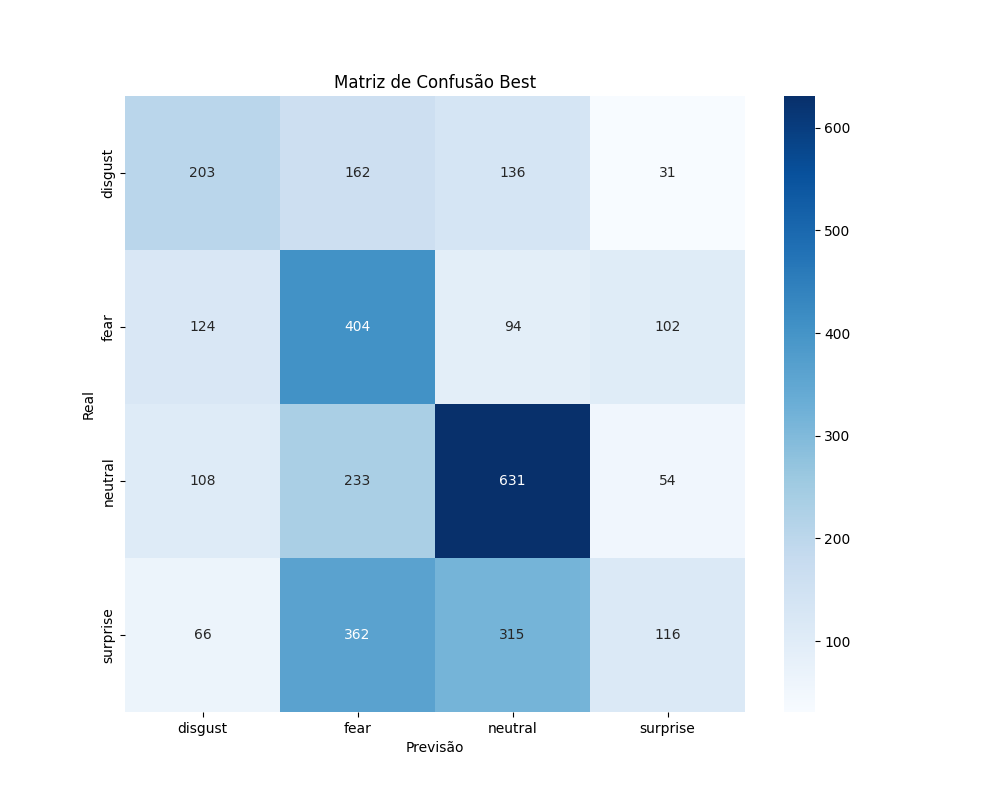 Matriz de Confusão Best
disgust 203 162 136 31
fear 124 404 94 102
neutral 108 233 631 54
surprise 66 362 315 116
disgust fear neutral surprise
Previsão
Real
600
500
400
300
200
100